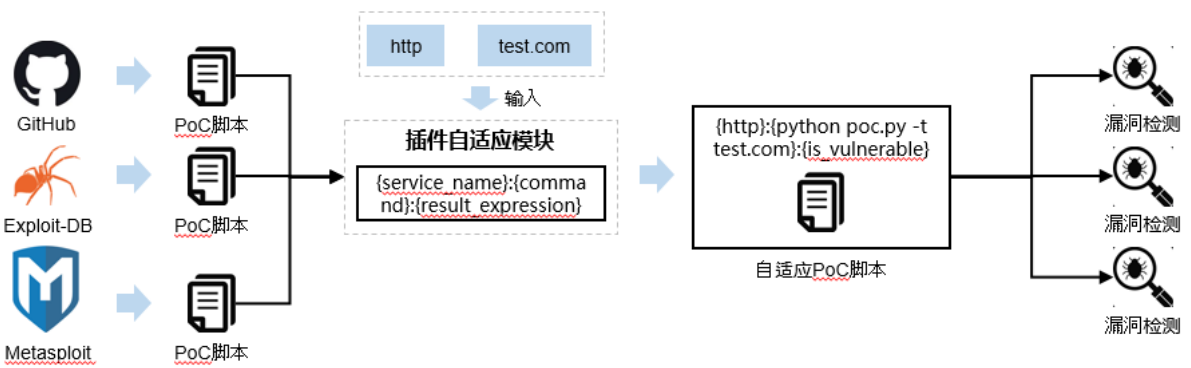 GitHub
PoC脚本
Exploit-DB
PoC脚本
Metasploit
PoC脚本
http
test.com
输入
插件自适应模块
{service_name}:{comma
nd}:{result_expression}
{http}:{python poc.py -t
test.com}:{is_vulnerable}
自适应PoC脚本
漏洞检测
漏洞检测
漏洞检测